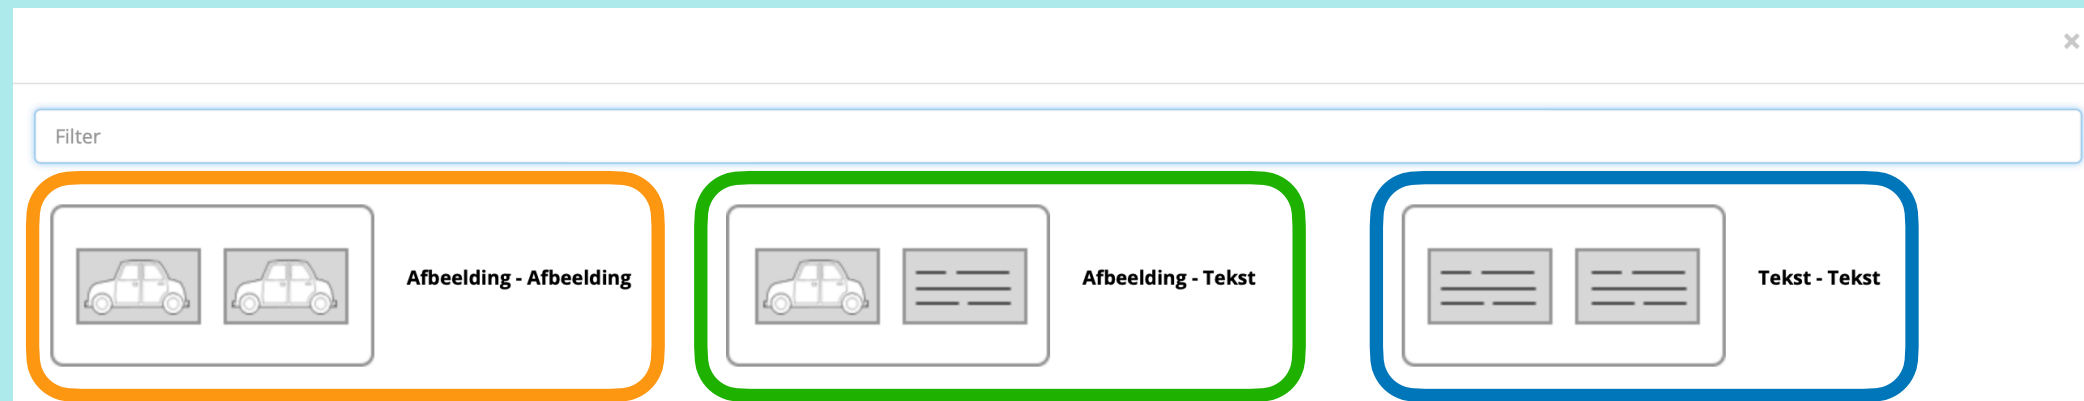 ×
Filter
Afbeelding - Afbeelding
Afbeelding - Tekst
Tekst - Tekst